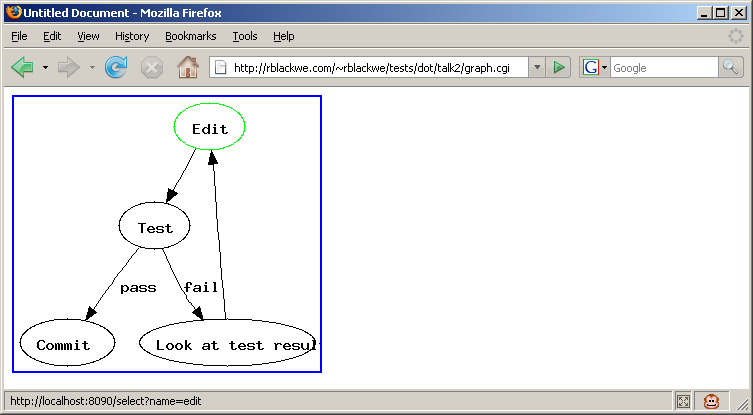 Untitled Document - Mozilla Firefox
File Edit View History Bookmarks Tools Help
http://rblackwe.com/~rblackwe/tests/dot/talk2/graph.cgi
G Google
Edit
Test
pass fail
Commit Look at test resul
http://localhost:8090/select?name=edit